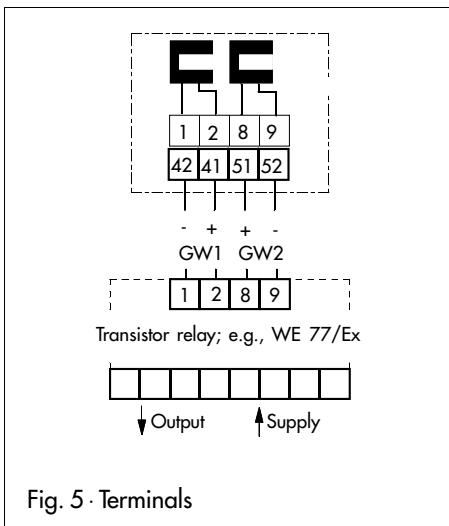 1 2 8 9
42 41 51 52
- + + -
GW1 GW2
1 2 8 9
Transistor relay; e.g., WE 77/Ex
Output Supply
Fig. 5 · Terminals